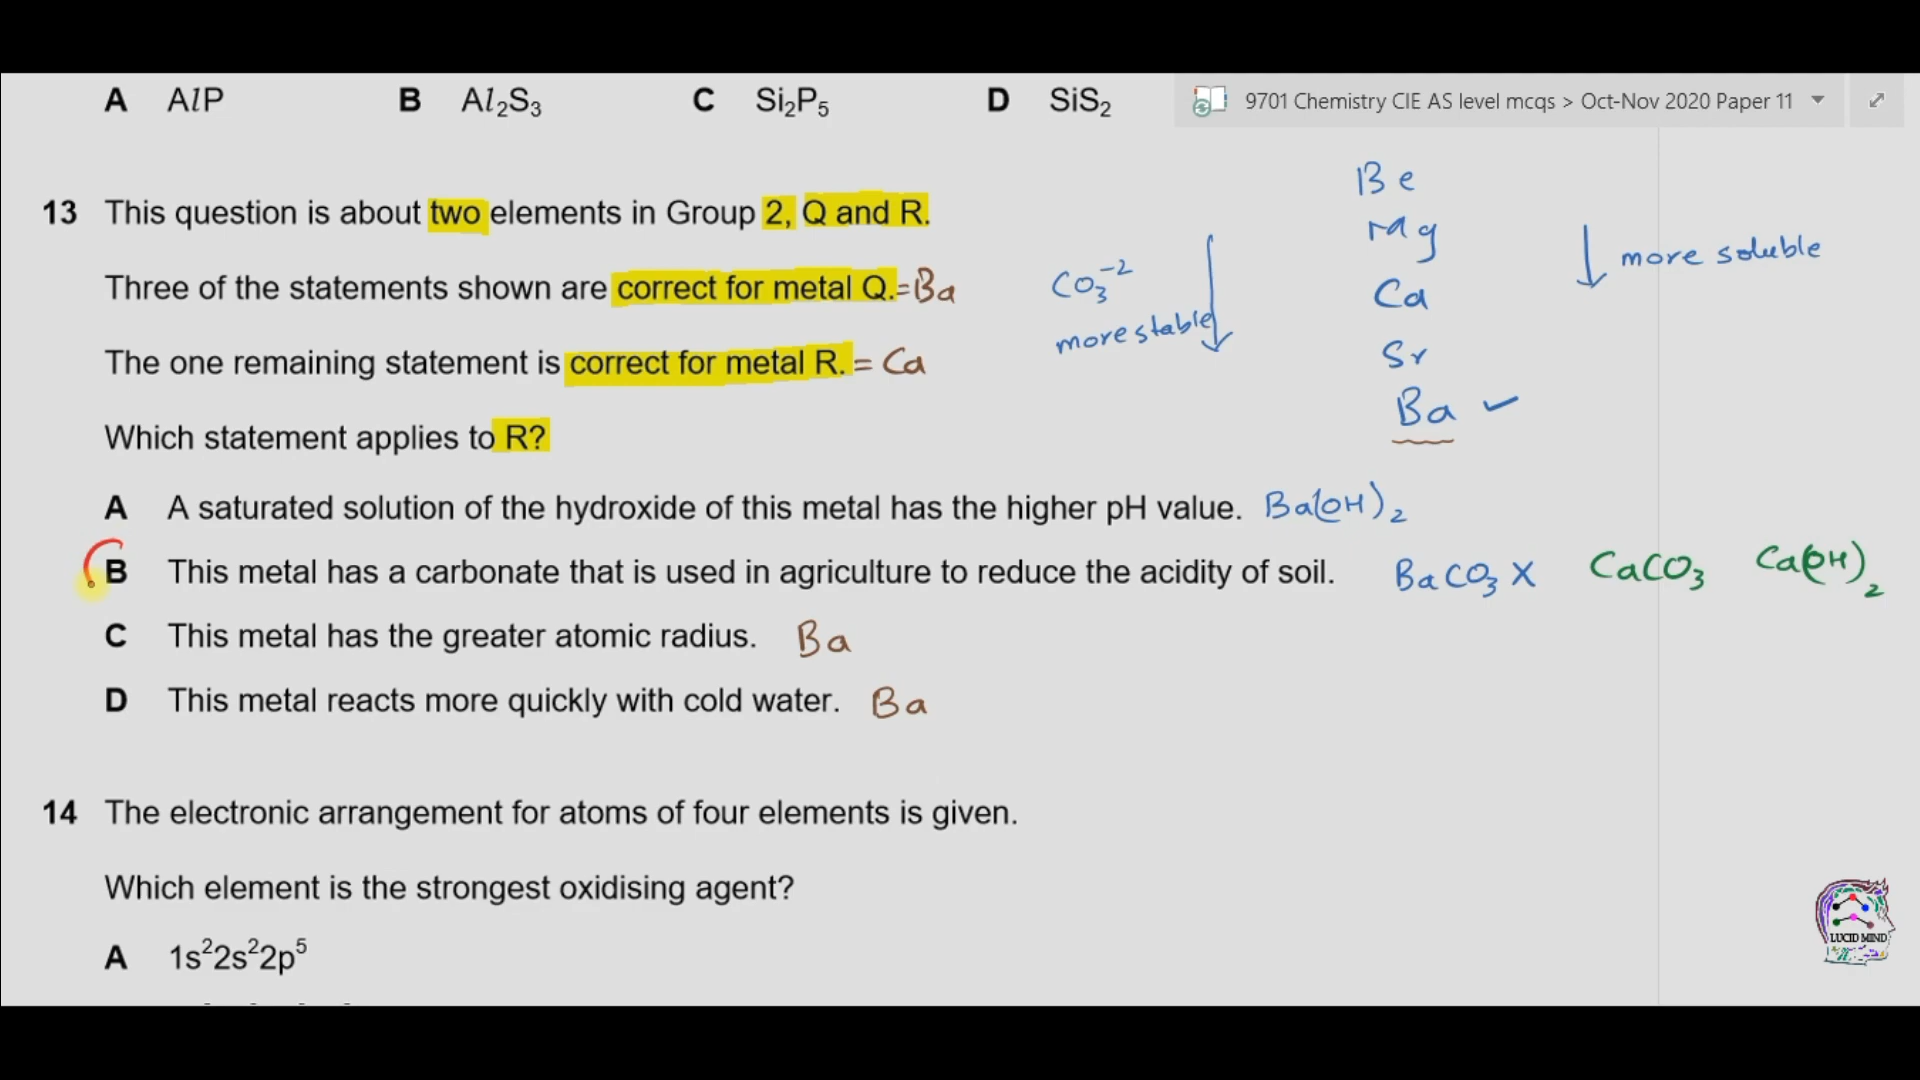 A AlP B Al₂S₃ C Si₂P₅ D SiS₂ 9701 Chemistry CIE AS level mcqs > Oct-Nov 2020 Paper 11
Be
13 This question is about two elements in Group 2, Q and R.
Mg
more soluble
CO₃⁻²
Three of the statements shown are correct for metal Q. = Ba
Ca
more stable
Sr
The one remaining statement is correct for metal R. = Ca
Ba ✓
Which statement applies to R?
A A saturated solution of the hydroxide of this metal has the higher pH value. Ba(OH)₂
B This metal has a carbonate that is used in agriculture to reduce the acidity of soil. BaCO₃ X CaCO₃ Ca(OH)₂
C This metal has the greater atomic radius. Ba
D This metal reacts more quickly with cold water. Ba
14 The electronic arrangement for atoms of four elements is given.
Which element is the strongest oxidising agent?
A 1s²2s²2p⁵
LUCID MIND